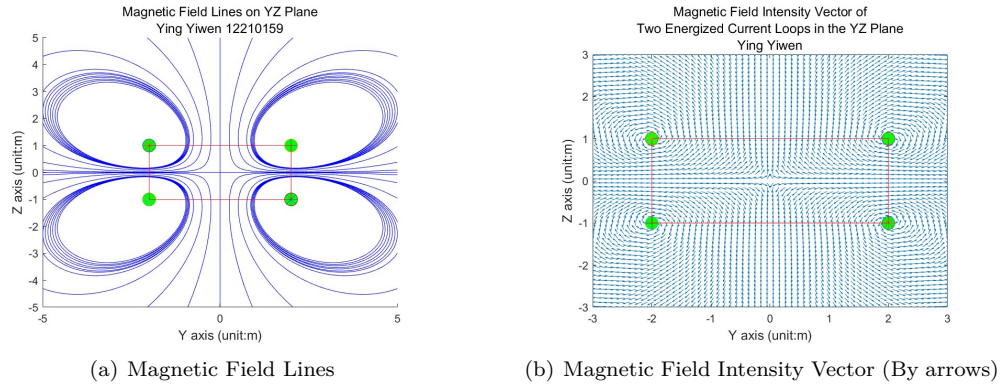 Magnetic Field Lines on YZ Plane
Ying Yiwen 12210159
5
4
3
2
1
0
-1
-2
-3
-4
-5
Z axis (unit:m)
-5
0
5
Y axis (unit:m)
(a) Magnetic Field Lines
Magnetic Field Intensity Vector of
Two Energized Current Loops in the YZ Plane
Ying Yiwen
3
2
1
0
-1
-2
-3
Z axis (unit:m)
-3
-2
-1
0
1
2
3
Y axis (unit:m)
(b) Magnetic Field Intensity Vector (By arrows)